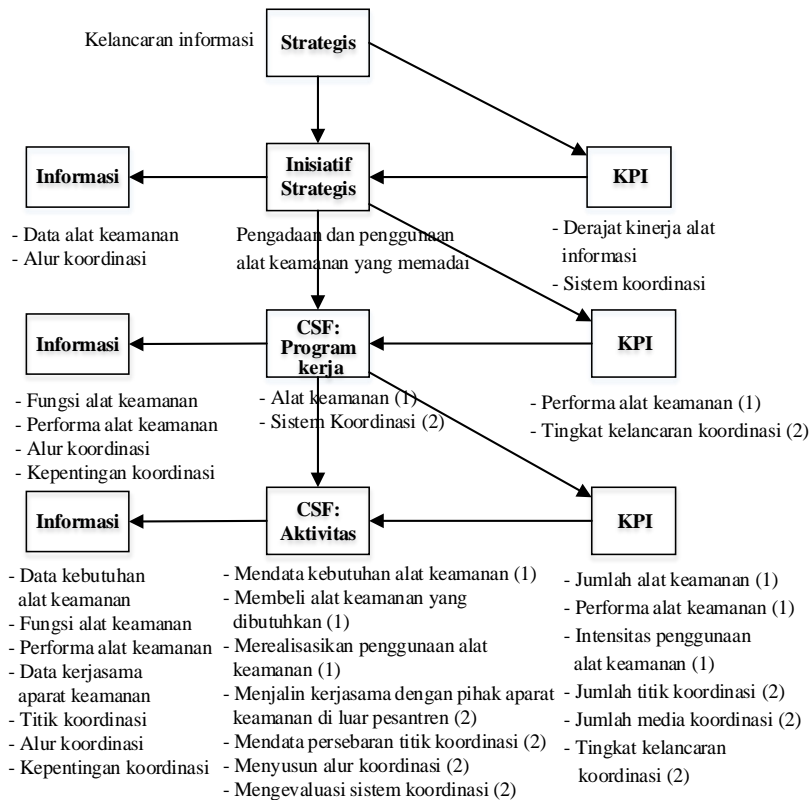 Kelancaran informasi
Strategis
Informasi
Inisiatif
Strategis
KPI
- Data alat keamanan
- Alur koordinasi
Pengadaan dan penggunaan
alat keamanan yang memadai
- Derajat kinerja alat
informasi
- Sistem koordinasi
Informasi
CSF:
Program
kerja
KPI
- Fungsi alat keamanan
- Performa alat keamanan
- Alur koordinasi
- Kepentingan koordinasi
- Alat keamanan (1)
- Sistem Koordinasi (2)
- Performa alat keamanan (1)
- Tingkat kelancaran koordinasi (2)
Informasi
CSF:
Aktivitas
KPI
- Data kebutuhan
alat keamanan
- Fungsi alat keamanan
- Performa alat keamanan
- Data kerjasama
aparat keamanan
- Titik koordinasi
- Alur koordinasi
- Kepentingan koordinasi
- Mendata kebutuhan alat keamanan (1)
- Membeli alat keamanan yang
dibutuhkan (1)
- Merealisasikan penggunaan alat
keamanan (1)
- Menjalin kerjasama dengan pihak aparat
keamanan di luar pesantren (2)
- Mendata persebaran titik koordinasi (2)
- Menyusun alur koordinasi (2)
- Mengevaluasi sistem koordinasi (2)
- Jumlah alat keamanan (1)
- Performa alat keamanan (1)
- Intensitas penggunaan
alat keamanan (1)
- Jumlah titik koordinasi (2)
- Jumlah media koordinasi (2)
- Tingkat kelancaran
koordinasi (2)